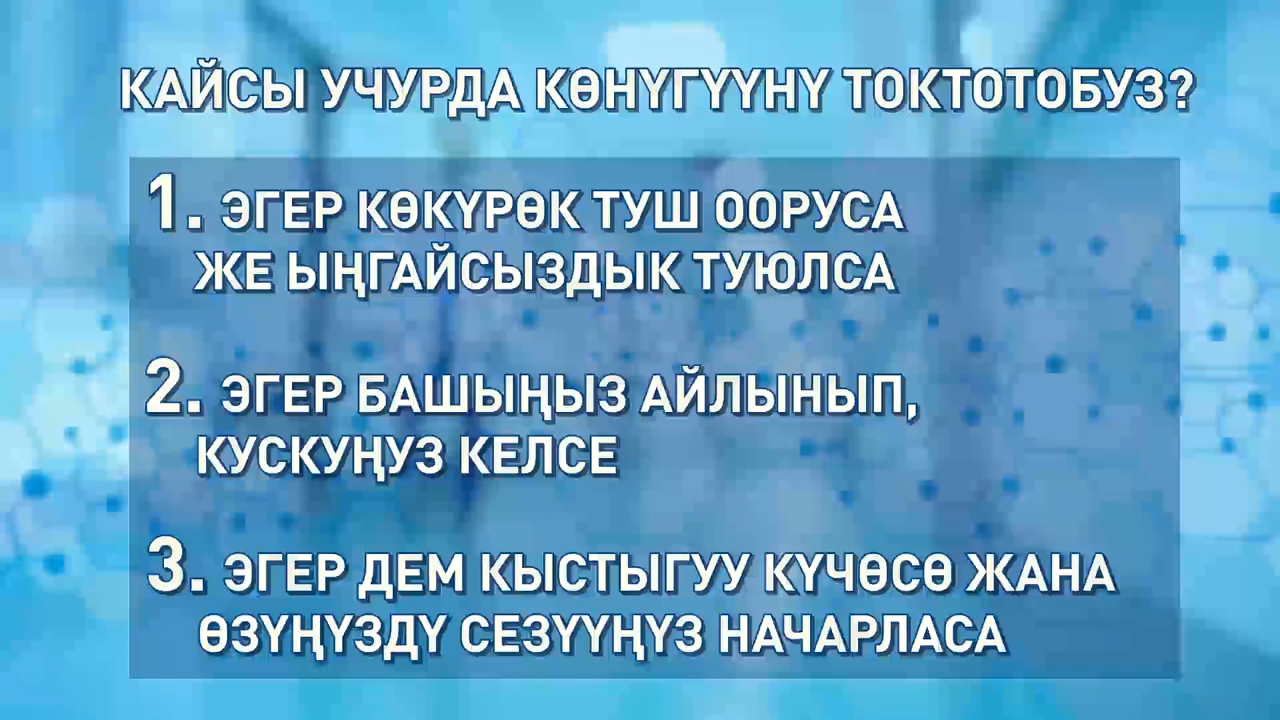 КАЙСЫ УЧУРДА КӨНҮГҮҮНҮ ТОКТОТОБУЗ?
1. ЭГЕР КӨКҮРӨК ТУШ ООРУСА
ЖЕ ЫҢГАЙСЫЗДЫК ТУЮЛСА
2. ЭГЕР БАШЫҢЫЗ АЙЛЫНЫП,
КУСКУҢУЗ КЕЛСЕ
3. ЭГЕР ДЕМ КЫСТЫГУУ КҮЧӨСӨ ЖАНА
ӨЗҮҢҮЗДҮ СЕЗҮҮҢҮЗ НАЧАРЛАСА